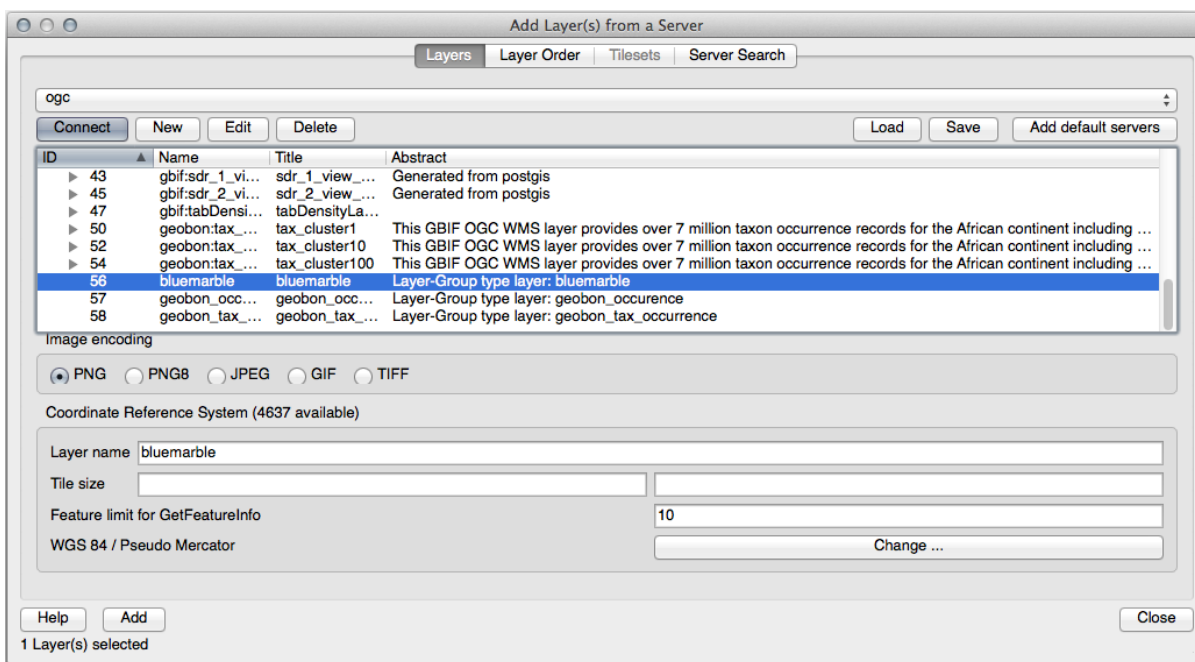 Add Layer(s) from a Server
Layers Layer Order Tilesets Server Search
ogc
Connect New Edit Delete Load Save Add default servers
ID Name Title Abstract
43 gbif:sdr_1_vi... sdr_1_view_... Generated from postgis
45 gbif:sdr_2_vi... sdr_2_view_... Generated from postgis
47 gbif:tabDensi... tabDensityLa...
50 geobon:tax_... tax_cluster1 This GBIF OGC WMS layer provides over 7 million taxon occurrence records for the African continent including ...
52 geobon:tax_... tax_cluster10 This GBIF OGC WMS layer provides over 7 million taxon occurrence records for the African continent including ...
54 geobon:tax_... tax_cluster100 This GBIF OGC WMS layer provides over 7 million taxon occurrence records for the African continent including ...
56 bluemarble bluemarble Layer-Group type layer: bluemarble
57 geobon_occ... geobon_occ... Layer-Group type layer: geobon_occurence
58 geobon_tax_... geobon_tax_... Layer-Group type layer: geobon_tax_occurrence
Image encoding
PNG PNG8 JPEG GIF TIFF
Coordinate Reference System (4637 available)
Layer name bluemarble
Tile size
Feature limit for GetFeatureInfo 10
WGS 84 / Pseudo Mercator Change ...
Help Add Close
1 Layer(s) selected